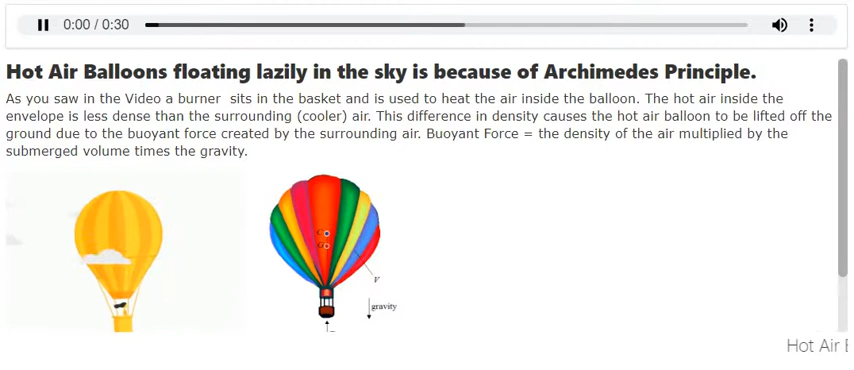 0:00 / 0:30
Hot Air Balloons floating lazily in the sky is because of Archimedes Principle.
As you saw in the Video a burner  sits in the basket and is used to heat the air inside the balloon. The hot air inside the
envelope is less dense than the surrounding (cooler) air. This difference in density causes the hot air balloon to be lifted off the
ground due to the buoyant force created by the surrounding air. Buoyant Force = the density of the air multiplied by the
submerged volume times the gravity.
V
gravity
Hot Air